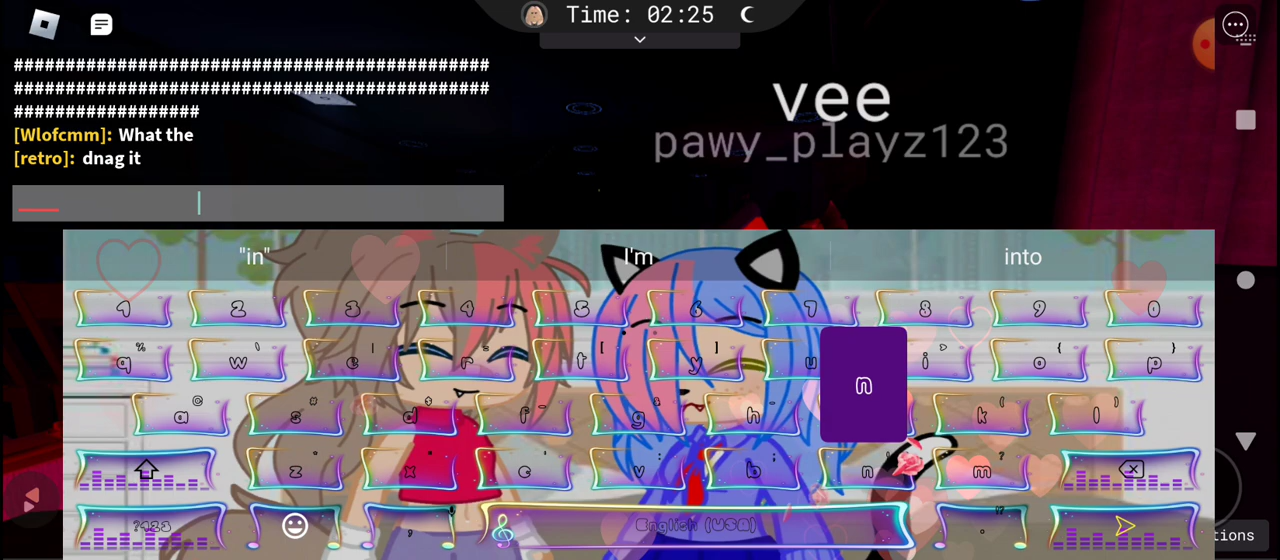 Time: 02:25
##############################################
##############################################
##################
[Wlofcmm]: What the
[retro]: dnag it
vee
pawy_playz123
"in" I'm into
1 2 3 4 5 6 7 8 9 0
% \ | = [ ] > { }
q w e r t y u i o p
@ # & - ( )
a s d f g h n k l
* " ' : ; ?
z x c v b n m
?123 , English (USA)
tions